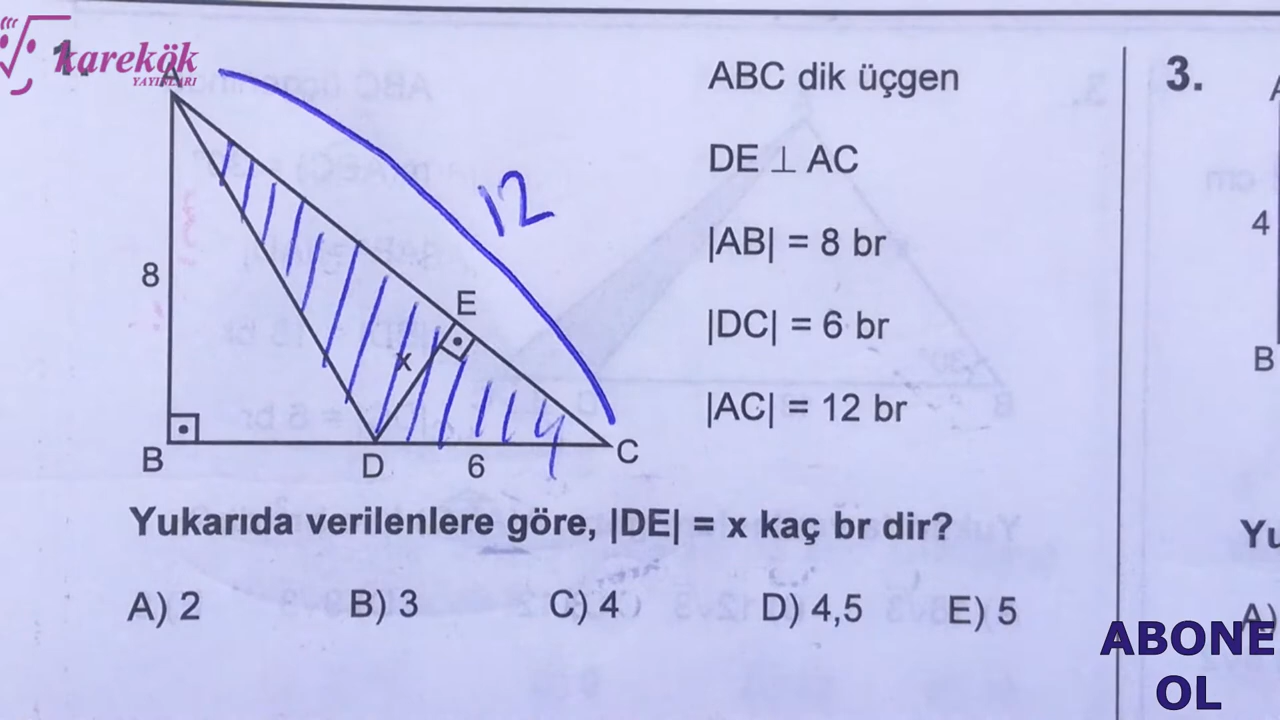 karekök
YAYINLARI
1.
A
12
8
E
x
B
D
6
C
ABC dik üçgen
DE ⊥ AC
|AB| = 8 br
|DC| = 6 br
|AC| = 12 br
Yukarıda verilenlere göre, |DE| = x kaç br dir?
A) 2 B) 3 C) 4 D) 4,5 E) 5
3.
A
4
B
Yu
A)
ABONE
OL